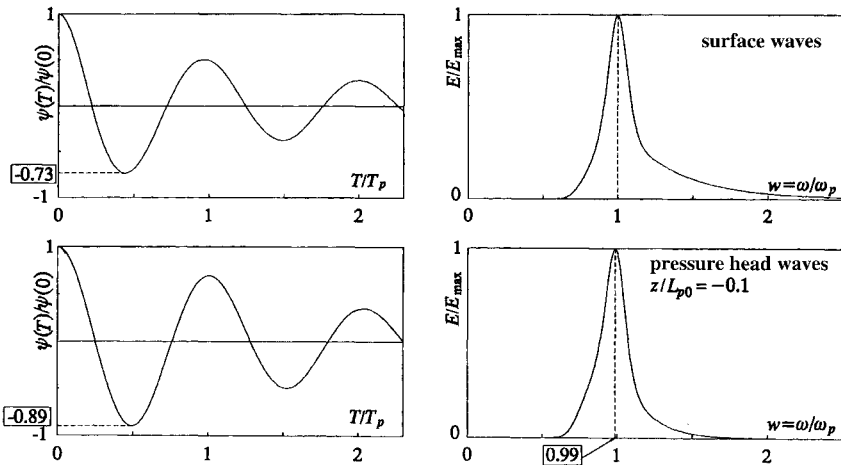 1
ψ(T)/ψ(0)
-0.73
-1
T/T_p
0 1 2
1
E/E_max
surface waves
0
w=ω/ω_p
0 1 2
1
ψ(T)/ψ(0)
-0.89
-1
T/T_p
0 1 2
1
E/E_max
pressure head waves
z/L_p0 = −0.1
0
w=ω/ω_p
0 1 2
0.99